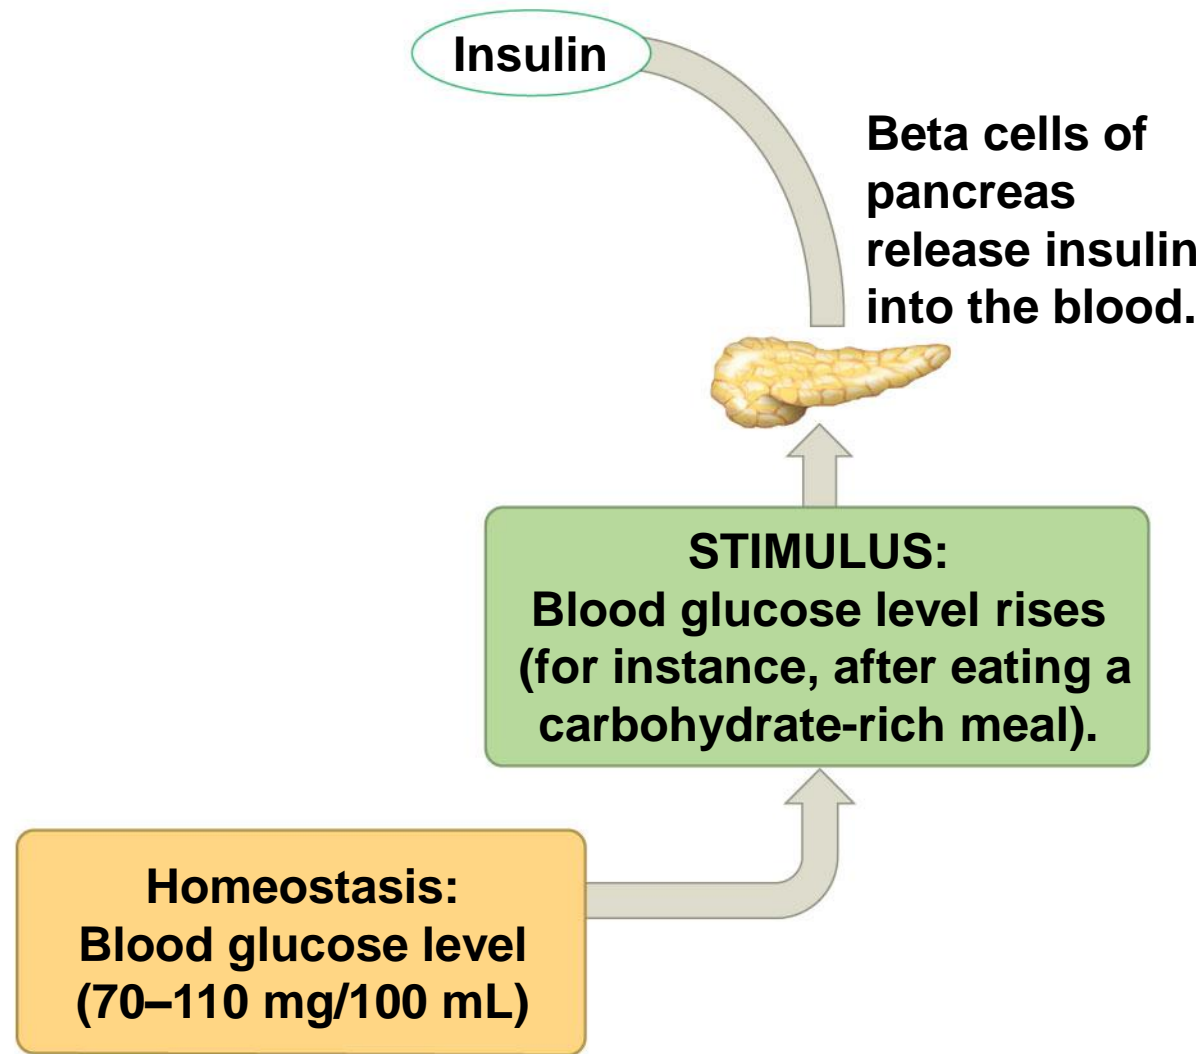 Insulin
Beta cells of
pancreas
release insulin
into the blood.
STIMULUS:
Blood glucose level rises
(for instance, after eating a
carbohydrate-rich meal).
Homeostasis:
Blood glucose level
(70–110 mg/100 mL)